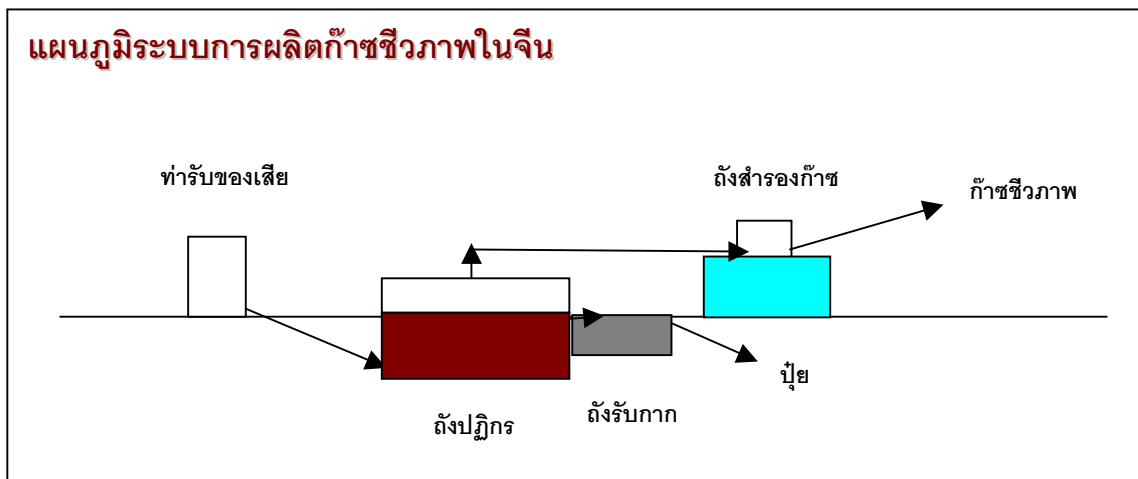 แผนภูมิระบบการผลิตก๊าซชีวภาพในจีน
ท่ารับของเสีย
ถังสำรองก๊าซ
ก๊าซชีวภาพ
ปุ๋ย
ถังปฏิกร
ถังรับกาก